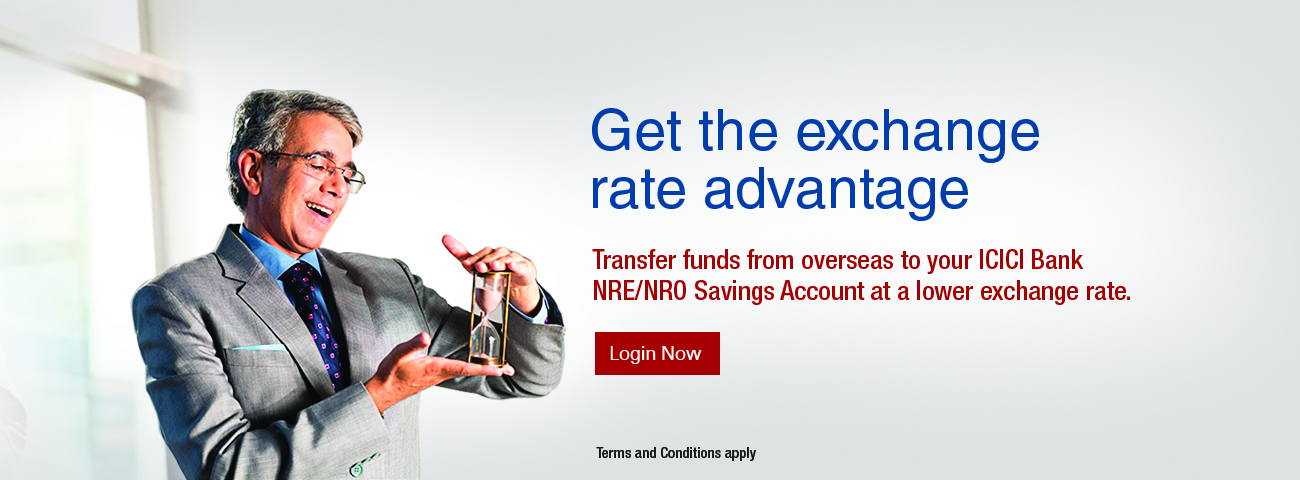 Get the exchange
rate advantage
Transfer funds from overseas to your ICICI Bank
NRE/NRO Savings Account at a lower exchange rate.
Login Now
Terms and Conditions apply